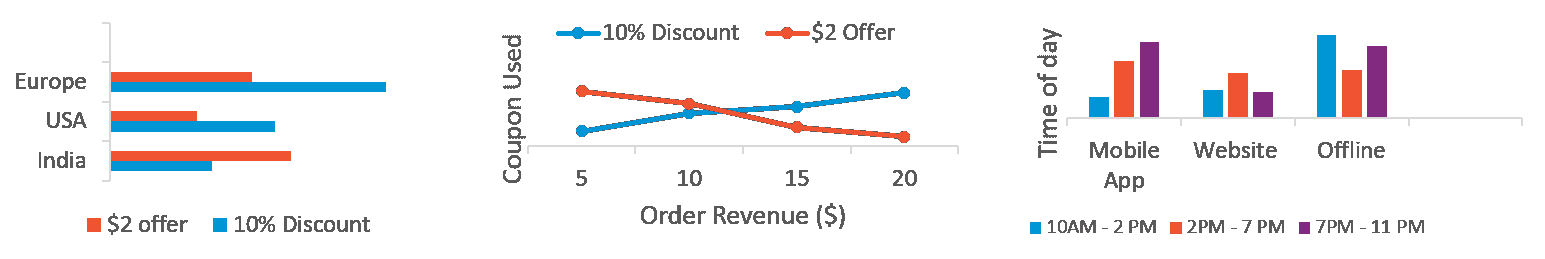 Europe
USA
India
$2 offer 10% Discount
10% Discount $2 Offer
Coupon Used
5 10 15 20
Order Revenue ($)
Time of day
Mobile App Website Offline
10AM - 2 PM 2PM - 7 PM 7PM - 11 PM